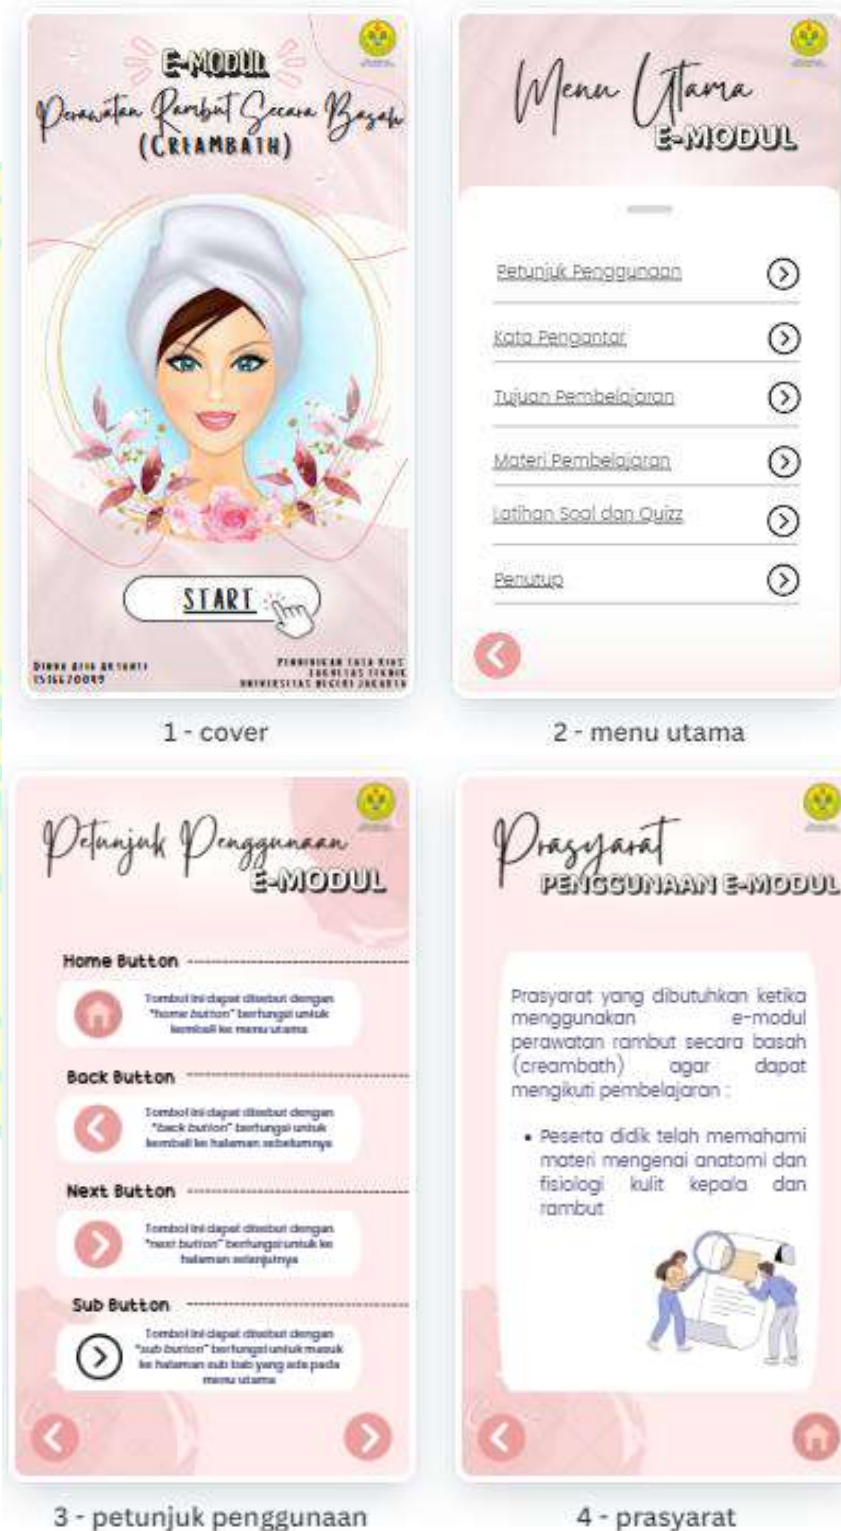 E-MODUL
Perawatan Rambut Secara Basah
(CREAMBATH)
START
1516670049
PENDIDIKAN TATA RIAS
FAKULTAS TEKNIK
UNIVERSITAS NEGERI JAKARTA
1 - cover
Menu Utama
E-MODUL
Petunjuk Penggunaan
Kata Pengantar
Tujuan Pembelajaran
Materi Pembelajaran
Latihan Soal dan Quizz
Penutup
2 - menu utama
Petunjuk Penggunaan
E-MODUL
Home Button
Tombol ini dapat disebut dengan
"home button" berfungsi untuk
kembali ke menu utama
Back Button
Tombol ini dapat disebut dengan
"back button" berfungsi untuk
kembali ke halaman sebelumnya
Next Button
Tombol ini dapat disebut dengan
"next button" berfungsi untuk ke
halaman selanjutnya
Sub Button
Tombol ini dapat disebut dengan
"sub button" berfungsi untuk masuk
ke halaman sub bab yang ada pada
menu utama
3 - petunjuk penggunaan
Prasyarat
PENGGUNAAN E-MODUL
Prasyarat yang dibutuhkan ketika
menggunakan e-modul
perawatan rambut secara basah
(creambath) agar dapat
mengikuti pembelajaran :
• Peserta didik telah memahami
materi mengenai anatomi dan
fisiologi kulit kepala dan
rambut
4 - prasyarat